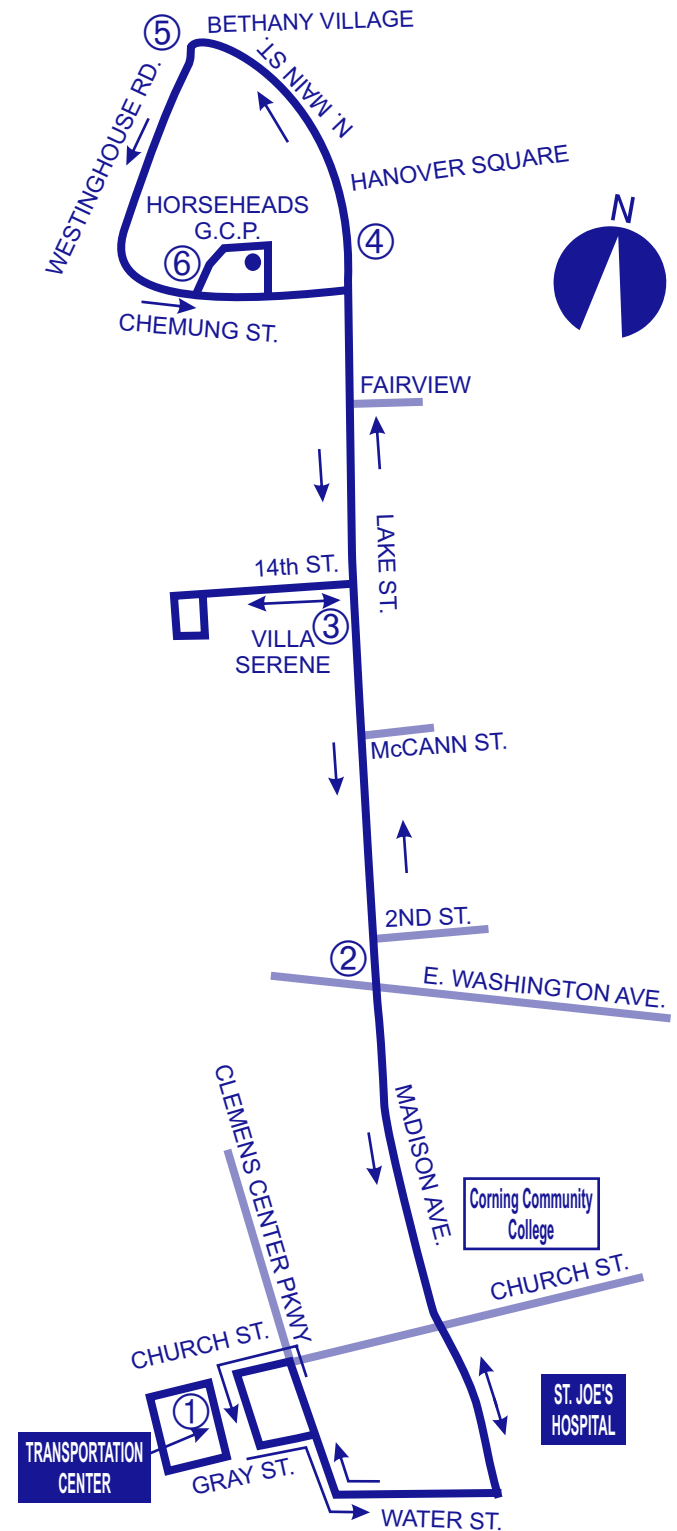 ⑤
BETHANY VILLAGE
N. MAIN ST.
WESTINGHOUSE RD.
HANOVER SQUARE
HORSEHEADS
G.C.P.
N
④
⑥
CHEMUNG ST.
FAIRVIEW
LAKE ST.
14th ST.
③
VILLA
SERENE
McCANN ST.
2ND ST.
②
E. WASHINGTON AVE.
CLEMENS CENTER PKWY
MADISON AVE.
Corning Community
College
CHURCH ST.
CHURCH ST.
①
ST. JOE'S
HOSPITAL
TRANSPORTATION
CENTER
GRAY ST.
WATER ST.